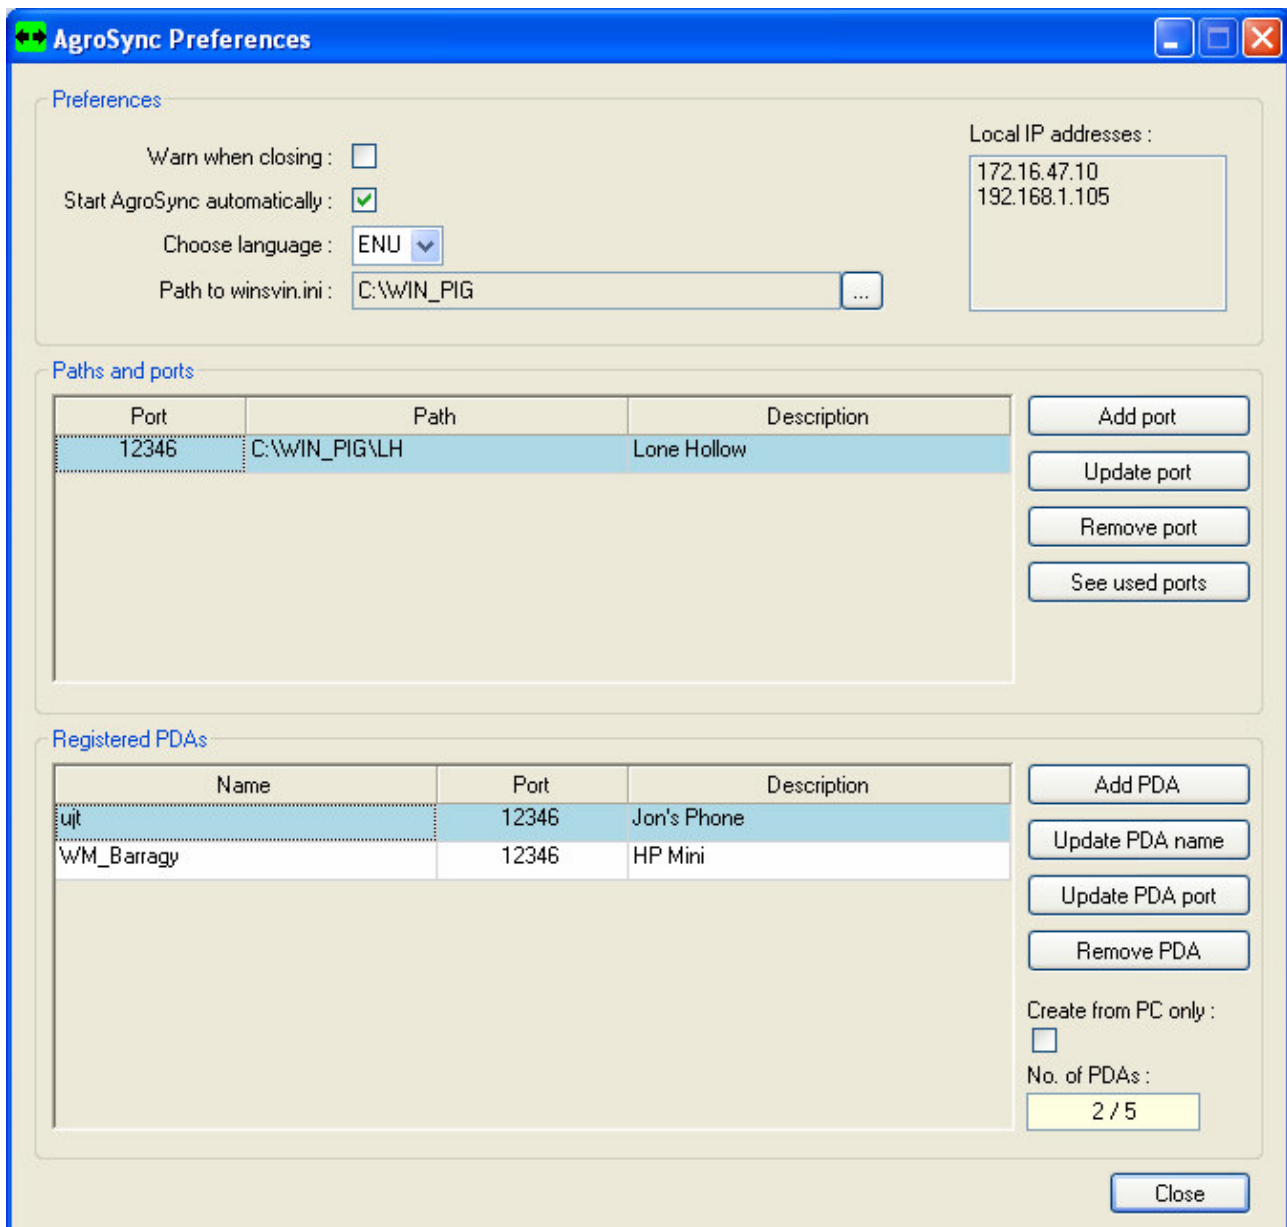 AgroSync Preferences
Preferences
Warn when closing :
Start AgroSync automatically :
Choose language : ENU
Path to winsvin.ini : C:\WIN_PIG ...
Local IP addresses :
172.16.47.10
192.168.1.105
Paths and ports
Port Path Description
12346 C:\WIN_PIG\LH Lone Hollow
Add port
Update port
Remove port
See used ports
Registered PDAs
Name Port Description
ujt 12346 Jon's Phone
WM_Barragy 12346 HP Mini
Add PDA
Update PDA name
Update PDA port
Remove PDA
Create from PC only :
No. of PDAs :
2 / 5
Close